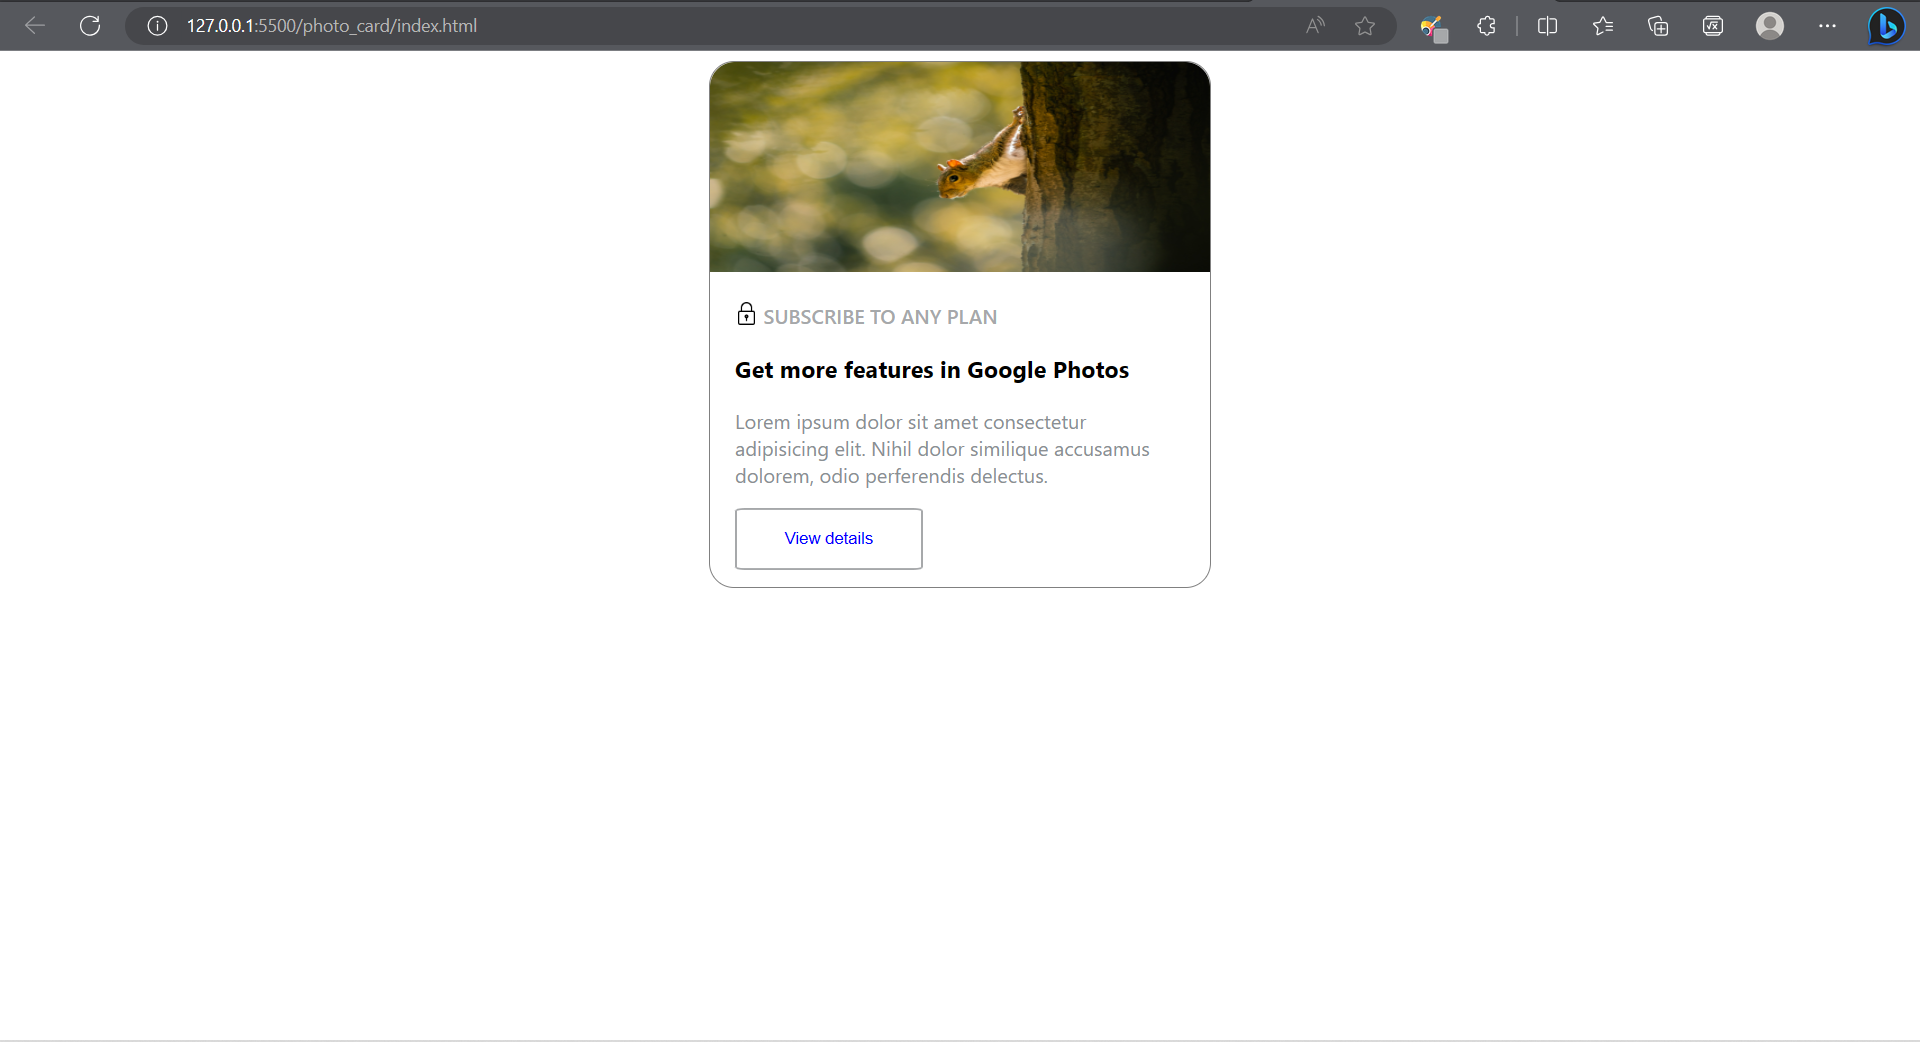 127.0.0.1:5500/photo_card/index.html
SUBSCRIBE TO ANY PLAN
Get more features in Google Photos
Lorem ipsum dolor sit amet consectetur
adipisicing elit. Nihil dolor similique accusamus
dolorem, odio perferendis delectus.
View details